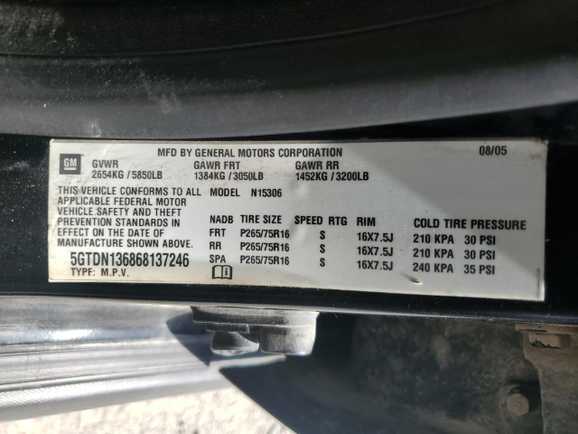 MFD BY GENERAL MOTORS CORPORATION 08/05
GM
GVWR GAWR FRT GAWR RR
2654KG / 5850LB 1384KG / 3050LB 1452KG / 3200LB
THIS VEHICLE CONFORMS TO ALL MODEL N15306
APPLICABLE FEDERAL MOTOR
VEHICLE SAFETY AND THEFT
PREVENTION STANDARDS IN
EFFECT ON THE DATE OF
MANUFACTURE SHOWN ABOVE.
5GTDN136868137246
TYPE: M.P.V.
NADB TIRE SIZE SPEED RTG RIM COLD TIRE PRESSURE
FRT P265/75R16 S 16X7.5J 210 KPA 30 PSI
RR P265/75R16 S 16X7.5J 210 KPA 30 PSI
SPA P265/75R16 S 16X7.5J 240 KPA 35 PSI